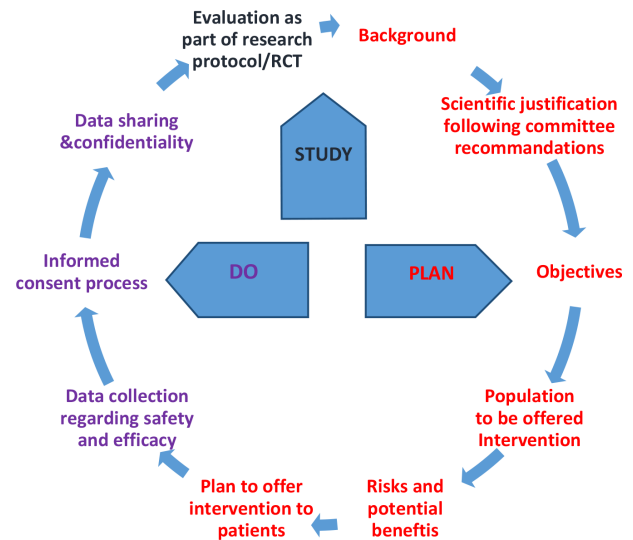 Evaluation as
part of research
protocol/RCT
Background
Scientific justification
following committee
recommandations
Objectives
Population
to be offered
Intervention
Risks and
potential
beneftis
Plan to offer
intervention to
patients
Data collection
regarding safety
and efficacy
Informed
consent process
Data sharing
&confidentiality
STUDY
DO
PLAN